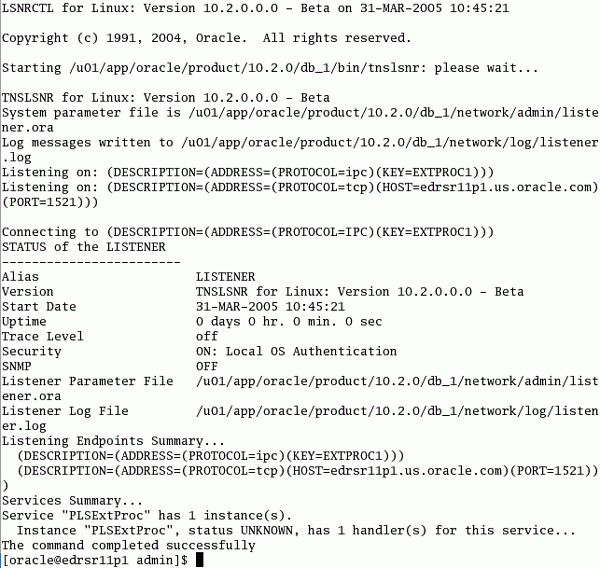 LSNRCTL for Linux: Version 10.2.0.0.0 - Beta on 31-MAR-2005 10:45:21
Copyright (c) 1991, 2004, Oracle.  All rights reserved.
Starting /u01/app/oracle/product/10.2.0/db_1/bin/tnslsnr: please wait...
TNSLSNR for Linux: Version 10.2.0.0.0 - Beta
System parameter file is /u01/app/oracle/product/10.2.0/db_1/network/admin/liste
ner.ora
Log messages written to /u01/app/oracle/product/10.2.0/db_1/network/log/listener
.log
Listening on: (DESCRIPTION=(ADDRESS=(PROTOCOL=ipc)(KEY=EXTPROC1)))
Listening on: (DESCRIPTION=(ADDRESS=(PROTOCOL=tcp)(HOST=edrsr11p1.us.oracle.com)
(PORT=1521)))
Connecting to (DESCRIPTION=(ADDRESS=(PROTOCOL=IPC)(KEY=EXTPROC1)))
STATUS of the LISTENER
------------------------
Alias                     LISTENER
Version                   TNSLSNR for Linux: Version 10.2.0.0.0 - Beta
Start Date                31-MAR-2005 10:45:21
Uptime                    0 days 0 hr. 0 min. 0 sec
Trace Level               off
Security                  ON: Local OS Authentication
SNMP                      OFF
Listener Parameter File   /u01/app/oracle/product/10.2.0/db_1/network/admin/list
ener.ora
Listener Log File         /u01/app/oracle/product/10.2.0/db_1/network/log/listen
er.log
Listening Endpoints Summary...
  (DESCRIPTION=(ADDRESS=(PROTOCOL=ipc)(KEY=EXTPROC1)))
  (DESCRIPTION=(ADDRESS=(PROTOCOL=tcp)(HOST=edrsr11p1.us.oracle.com)(PORT=1521))
)
Services Summary...
Service "PLSExtProc" has 1 instance(s).
  Instance "PLSExtProc", status UNKNOWN, has 1 handler(s) for this service...
The command completed successfully
[oracle@edrsr11p1 admin]$